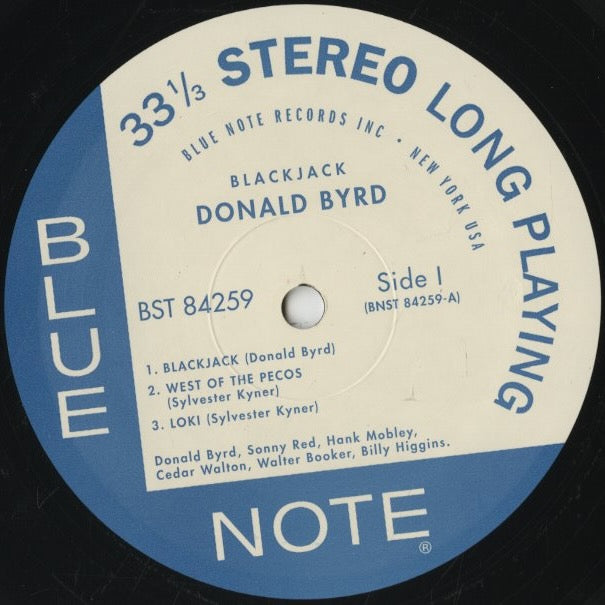 33 1/3 STEREO LONG PLAYING
BLUE NOTE RECORDS INC • NEW YORK USA
BLACKJACK
DONALD BYRD
BST 84259
Side I
(BNST 84259-A)
1. BLACKJACK (Donald Byrd)
2. WEST OF THE PECOS
(Sylvester Kyner)
3. LOKI (Sylvester Kyner)
Donald Byrd, Sonny Red, Hank Mobley,
Cedar Walton, Walter Booker, Billy Higgins.
BLUE
NOTE®